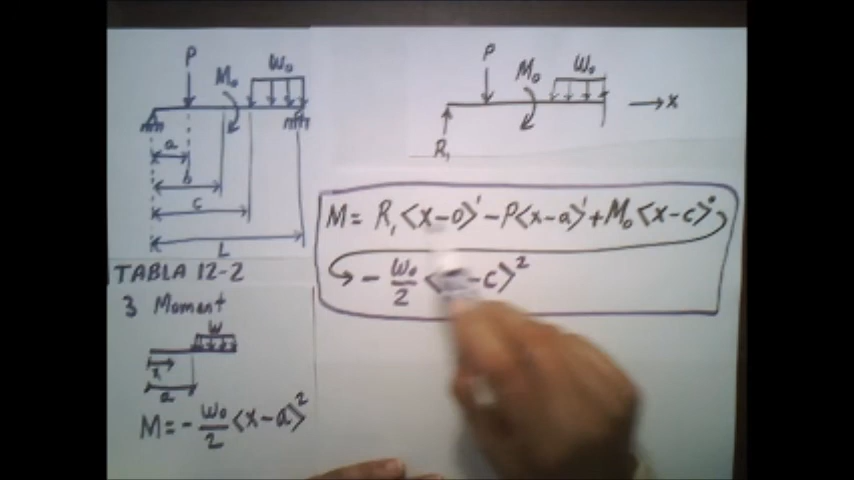 P
M₀
W₀
a
b
c
L
TABLA 12-2
3 Moment
W
x
a
M=-W₀/2<x-a>²
P
M₀
W₀
→x
R₁
M= R₁<x-0>¹-P<x-a>¹+M₀<x-c>⁰
-W₀/2< -c>²